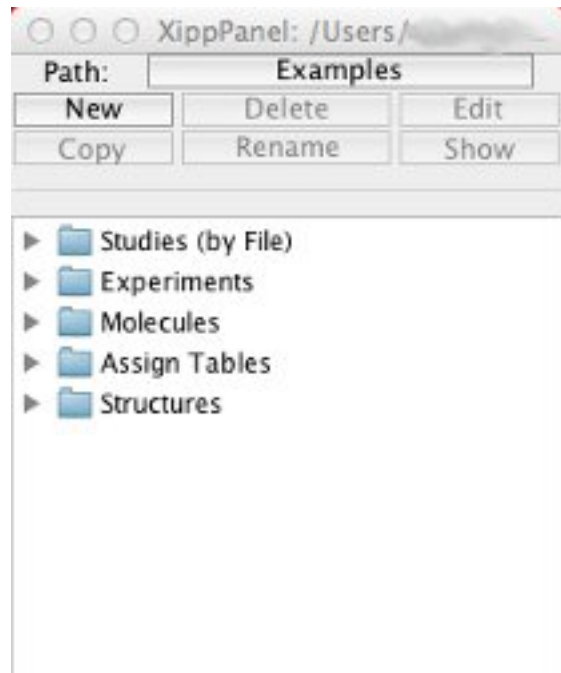 XippPanel: /Users/
Path: Examples
New Delete Edit
Copy Rename Show
Studies (by File)
Experiments
Molecules
Assign Tables
Structures